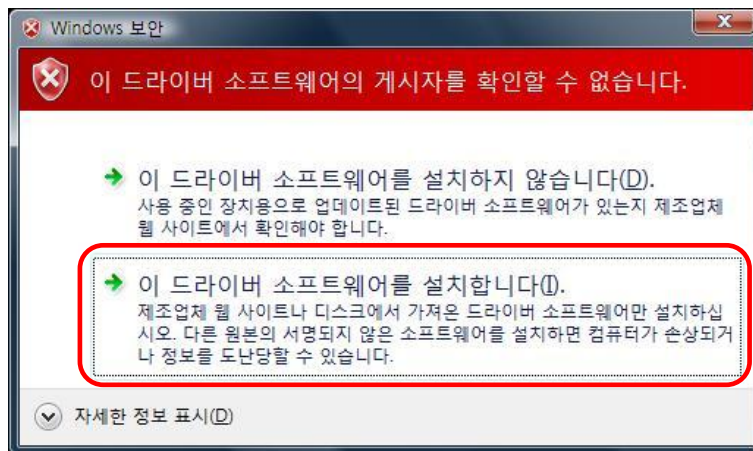 Windows 보안
이 드라이버 소프트웨어의 게시자를 확인할 수 없습니다.
이 드라이버 소프트웨어를 설치하지 않습니다(D).
사용 중인 장치용으로 업데이트된 드라이버 소프트웨어가 있는지 제조업체
웹 사이트에서 확인해야 합니다.
이 드라이버 소프트웨어를 설치합니다(I).
제조업체 웹 사이트나 디스크에서 가져온 드라이버 소프트웨어만 설치하십
시오. 다른 원본의 서명되지 않은 소프트웨어를 설치하면 컴퓨터가 손상되거
나 정보를 도난당할 수 있습니다.
자세한 정보 표시(D)